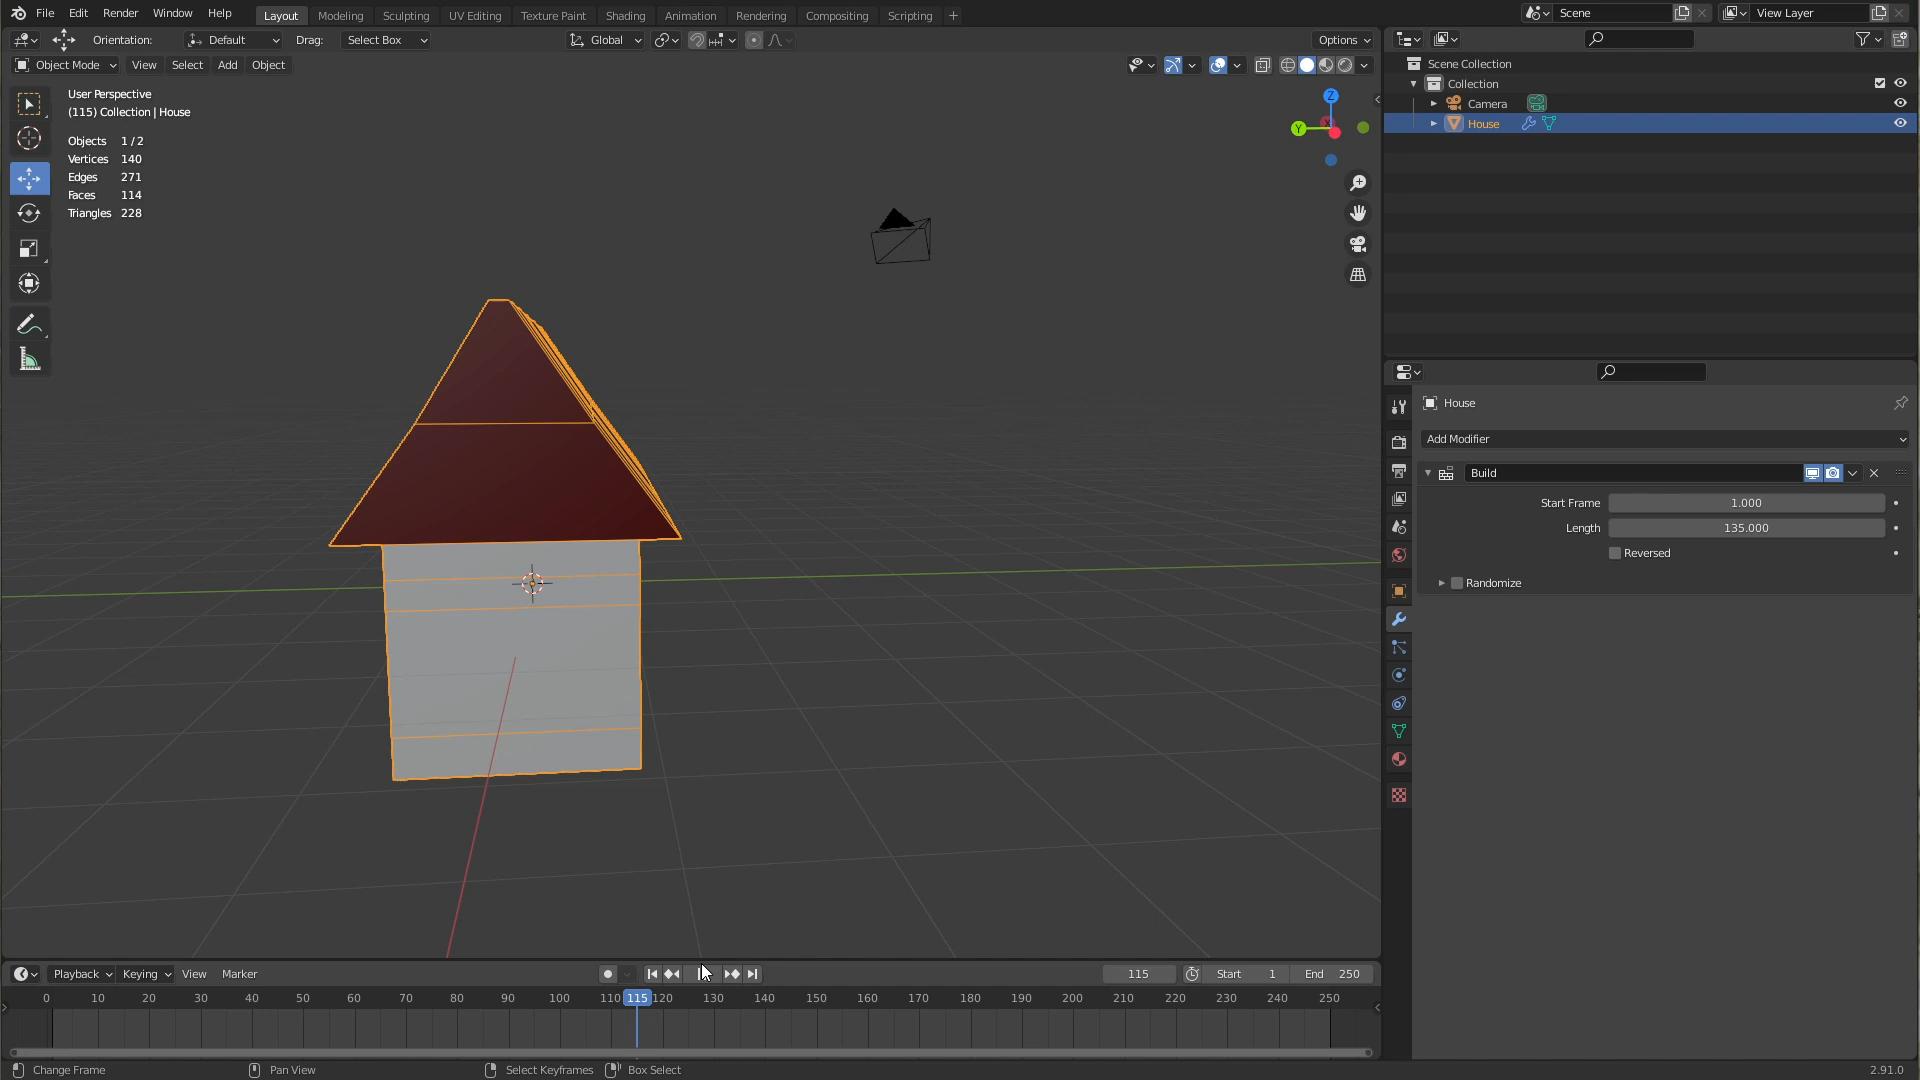 File Edit Render Window Help Layout Modeling Sculpting UV Editing Texture Paint Shading Animation Rendering Compositing Scripting + Scene View Layer
Orientation: Default Drag: Select Box Global Options
Object Mode View Select Add Object
User Perspective
(115) Collection | House
Objects 1 / 2
Vertices 140
Edges 271
Faces 114
Triangles 228
Z
Y
X
Scene Collection
Collection
Camera
House
House
Add Modifier
Build
Start Frame 1.000
Length 135.000
Reversed
Randomize
Playback Keying View Marker 115 Start 1 End 250
0 10 20 30 40 50 60 70 80 90 100 110 115 120 130 140 150 160 170 180 190 200 210 220 230 240 250
Change Frame Pan View Select Keyframes Box Select 2.91.0